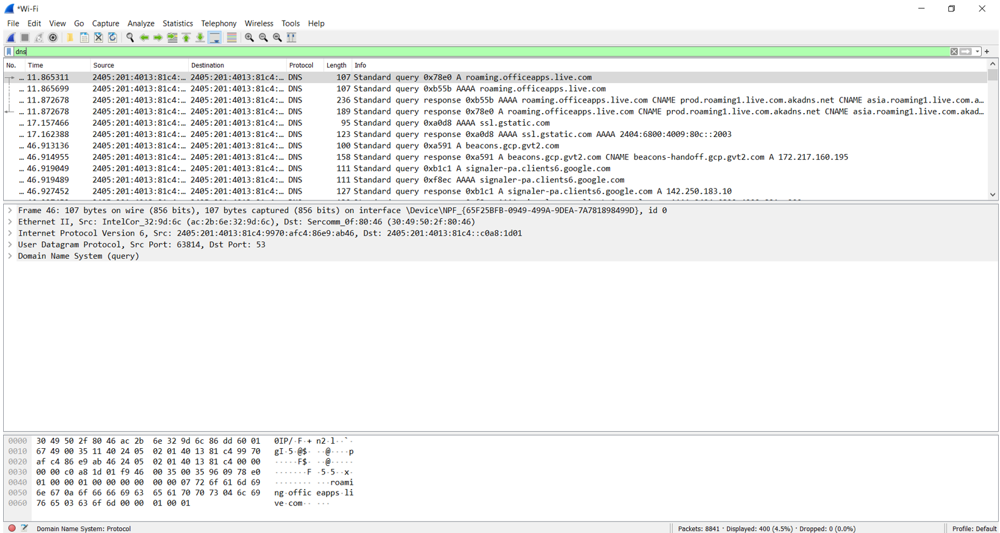 *Wi-Fi
File Edit View Go Capture Analyze Statistics Telephony Wireless Tools Help
dns
No. Time Source Destination Protocol Length Info
… 11.865311 2405:201:4013:81c4:… 2405:201:4013:81c4:… DNS 107 Standard query 0x78e0 A roaming.officeapps.live.com
… 11.865699 2405:201:4013:81c4:… 2405:201:4013:81c4:… DNS 107 Standard query 0xb55b AAAA roaming.officeapps.live.com
… 11.872678 2405:201:4013:81c4:… 2405:201:4013:81c4:… DNS 236 Standard query response 0xb55b AAAA roaming.officeapps.live.com CNAME prod.roaming1.live.com.akadns.net CNAME asia.roaming1.live.com.a…
… 11.872678 2405:201:4013:81c4:… 2405:201:4013:81c4:… DNS 189 Standard query response 0x78e0 A roaming.officeapps.live.com CNAME prod.roaming1.live.com.akadns.net CNAME asia.roaming1.live.com.akad…
… 17.157466 2405:201:4013:81c4:… 2405:201:4013:81c4:… DNS 95 Standard query 0xa0d8 AAAA ssl.gstatic.com
… 17.162388 2405:201:4013:81c4:… 2405:201:4013:81c4:… DNS 123 Standard query response 0xa0d8 AAAA ssl.gstatic.com AAAA 2404:6800:4009:80c::2003
… 46.913136 2405:201:4013:81c4:… 2405:201:4013:81c4:… DNS 100 Standard query 0xa591 A beacons.gcp.gvt2.com
… 46.914955 2405:201:4013:81c4:… 2405:201:4013:81c4:… DNS 158 Standard query response 0xa591 A beacons.gcp.gvt2.com CNAME beacons-handoff.gcp.gvt2.com A 172.217.160.195
… 46.919049 2405:201:4013:81c4:… 2405:201:4013:81c4:… DNS 111 Standard query 0xb1c1 A signaler-pa.clients6.google.com
… 46.919489 2405:201:4013:81c4:… 2405:201:4013:81c4:… DNS 111 Standard query 0xf8ec AAAA signaler-pa.clients6.google.com
… 46.927452 2405:201:4013:81c4:… 2405:201:4013:81c4:… DNS 127 Standard query response 0xb1c1 A signaler-pa.clients6.google.com A 142.250.183.10
Frame 46: 107 bytes on wire (856 bits), 107 bytes captured (856 bits) on interface \Device\NPF_{65F25BFB-0949-499A-9DEA-7A781898499D}, id 0
Ethernet II, Src: IntelCor_32:9d:6c (ac:2b:6e:32:9d:6c), Dst: Sercomm_0f:80:46 (30:49:50:2f:80:46)
Internet Protocol Version 6, Src: 2405:201:4013:81c4:9970:afc4:86e9:ab46, Dst: 2405:201:4013:81c4::c0a8:1d01
User Datagram Protocol, Src Port: 63814, Dst Port: 53
Domain Name System (query)
0000 30 49 50 2f 80 46 ac 2b 6e 32 9d 6c 86 dd 60 01 0IP/·F·+ n2·l··`·
0010 67 49 00 35 11 40 24 05 02 01 40 13 81 c4 99 70 gI·5·@$· ··@····p
0020 af c4 86 e9 ab 46 24 05 02 01 40 13 81 c4 00 00 ·····F$· ··@·····
0030 00 00 c0 a8 1d 01 f9 46 00 35 00 35 96 09 78 e0 ·······F ·5·5··x·
0040 01 00 00 01 00 00 00 00 00 00 07 72 6f 61 6d 69 ········ ···roami
0050 6e 67 0a 6f 66 66 69 63 65 61 70 70 73 04 6c 69 ng·offic eapps·li
0060 76 65 03 63 6f 6d 00 00 01 00 01 ve·com·· ···
Domain Name System: Protocol Packets: 8841 · Displayed: 400 (4.5%) · Dropped: 0 (0.0%) Profile: Default